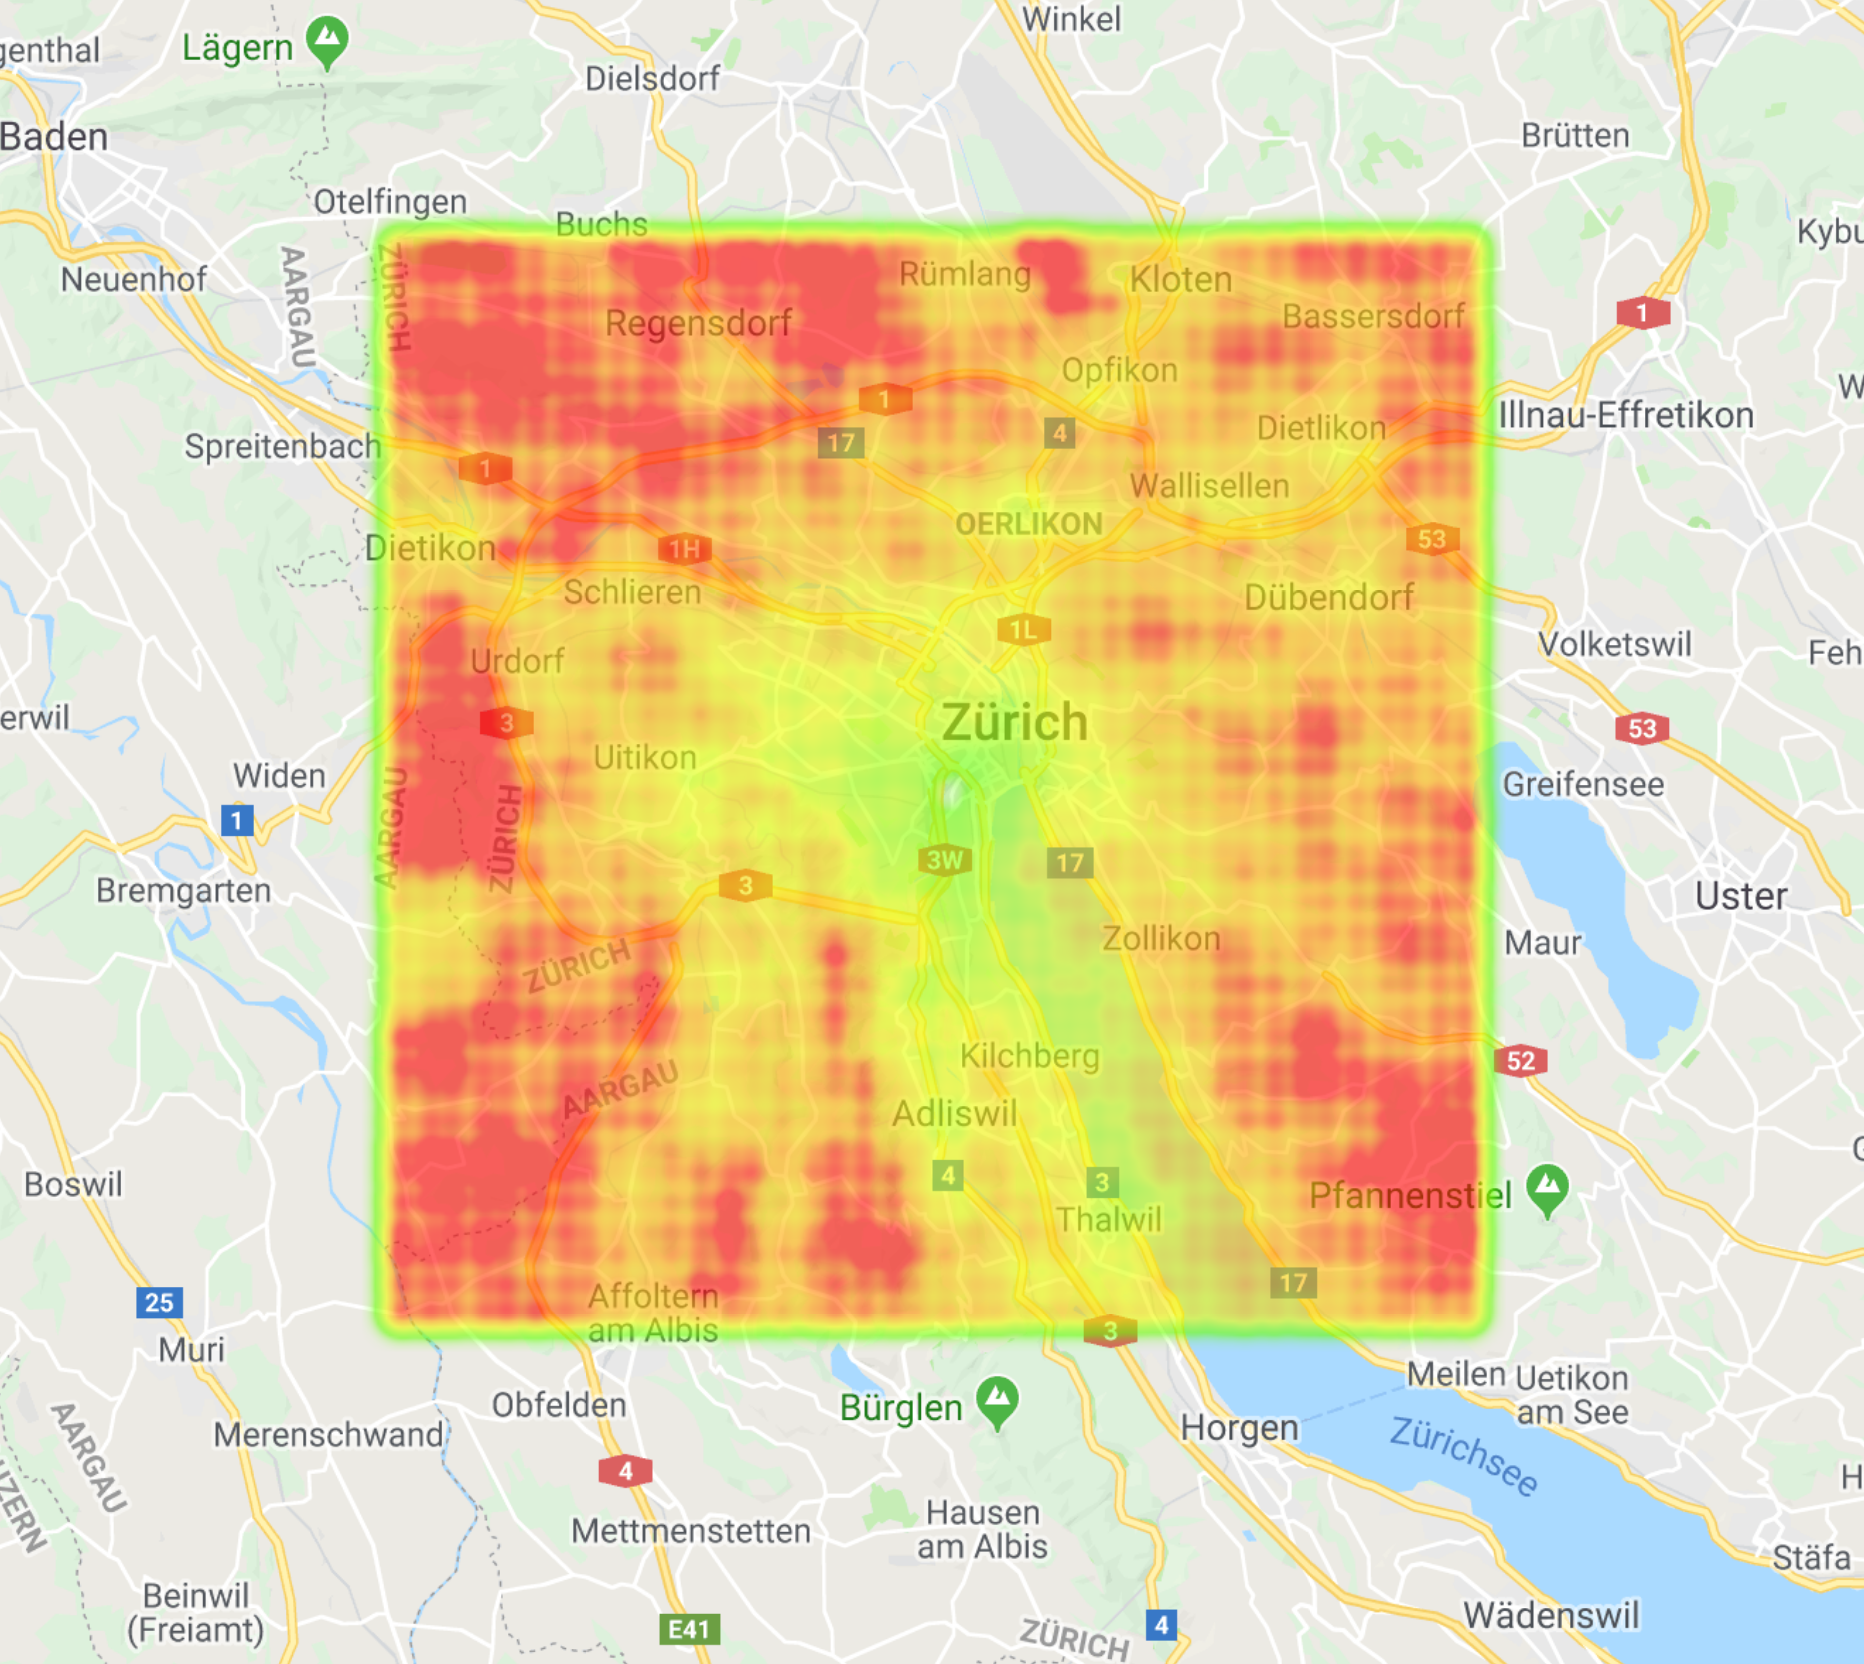 Winkel
genthal
Lägern
Dielsdorf
Baden
Brütten
Otelfingen
Buchs
Kybu
Neuenhof
AARGAU
ZÜRICH
Rümlang
Kloten
Regensdorf
Bassersdorf
1
Opfikon
1
W
17
4
Dietlikon
Illnau-Effretikon
Spreitenbach
1
Wallisellen
OERLIKON
53
Dietikon
1H
Schlieren
Dübendorf
1L
Volketswil
Feh
Urdorf
erwil
3
Zürich
53
Uitikon
Widen
Greifensee
1
AARGAU
ZÜRICH
3W
17
3
Bremgarten
Uster
Zollikon
Maur
ZÜRICH
Kilchberg
52
AARGAU
Adliswil
Boswil
4
3
Pfannenstiel
Thalwil
17
25
Affoltern
am Albis
3
Muri
Meilen
Uetikon
am See
Obfelden
Bürglen
Horgen
Merenschwand
AARGAU
Zürichsee
4
H
UZERN
Hausen
am Albis
Mettmenstetten
Stäfa
Beinwil
(Freiamt)
E41
ZÜRICH
4
Wädenswil